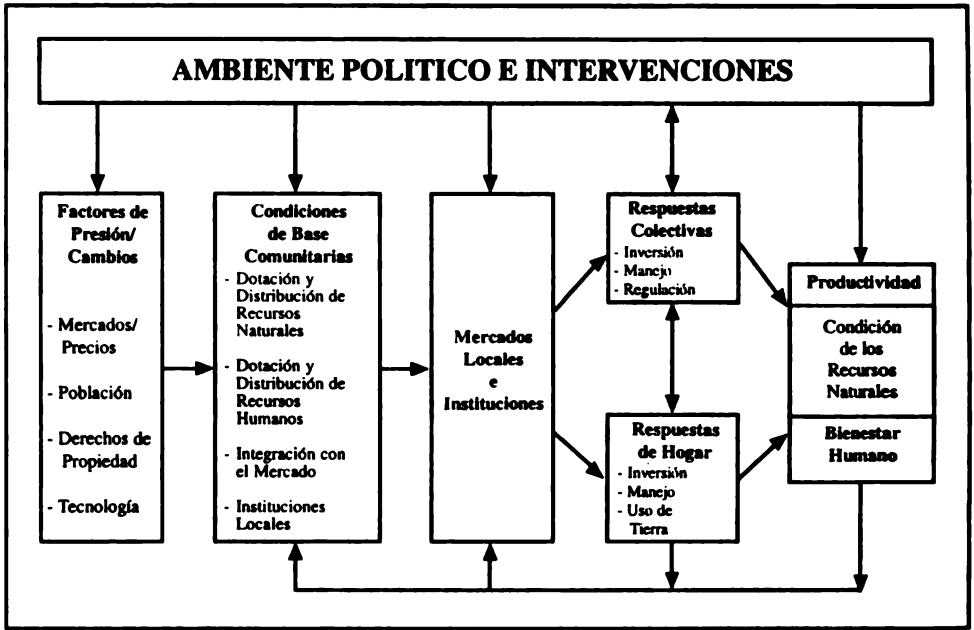 AMBIENTE POLITICO E INTERVENCIONES
Factores de
Presión/
Cambios
- Mercados/
Precios
- Población
- Derechos de
Propiedad
- Tecnología
Condiciones
de Base
Comunitarias
- Dotación y
Distribución de
Recursos
Naturales
- Dotación y
Distribución de
Recursos
Humanos
- Integración con
el Mercado
- Instituciones
Locales
Mercados
Locales
e
Instituciones
Respuestas
Colectivas
- Inversión
- Manejo
- Regulación
Respuestas
de Hogar
- Inversión
- Manejo
- Uso de
Tierra
Productividad
Condición
de los
Recursos
Naturales
Bienestar
Humano